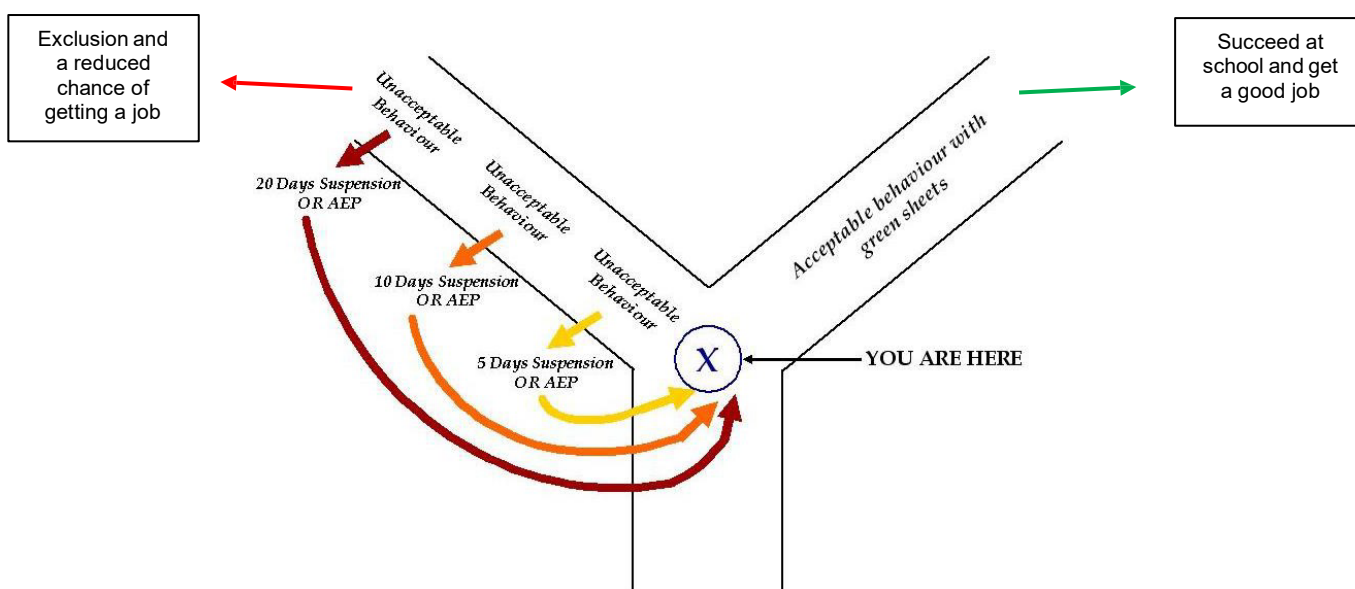 Exclusion and
a reduced
chance of
getting a job
Succeed at
school and get
a good job
Unacceptable
Behaviour
20 Days Suspension
OR AEP
Unacceptable
Behaviour
10 Days Suspension
OR AEP
Unacceptable
Behaviour
5 Days Suspension
OR AEP
Acceptable behaviour with
green sheets
X
YOU ARE HERE